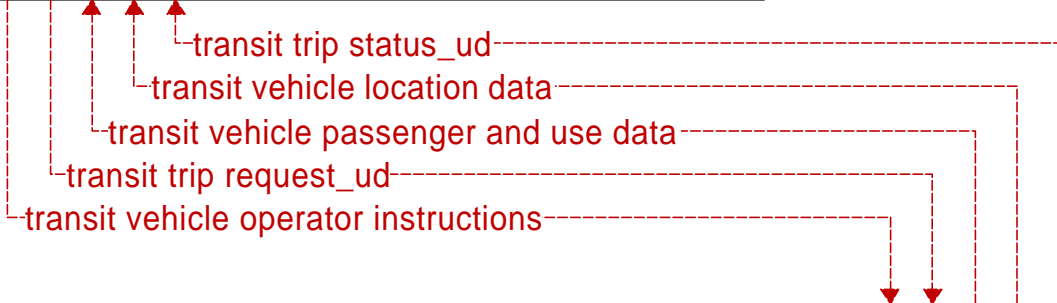 transit trip status_ud
transit vehicle location data
transit vehicle passenger and use data
transit trip request_ud
transit vehicle operator instructions